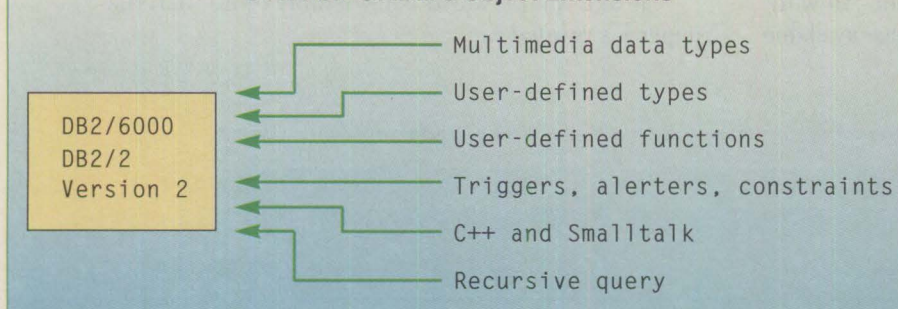 DB2/6000
DB2/2
Version 2
Multimedia data types
User-defined types
User-defined functions
Triggers, alerters, constraints
C++ and Smalltalk
Recursive query